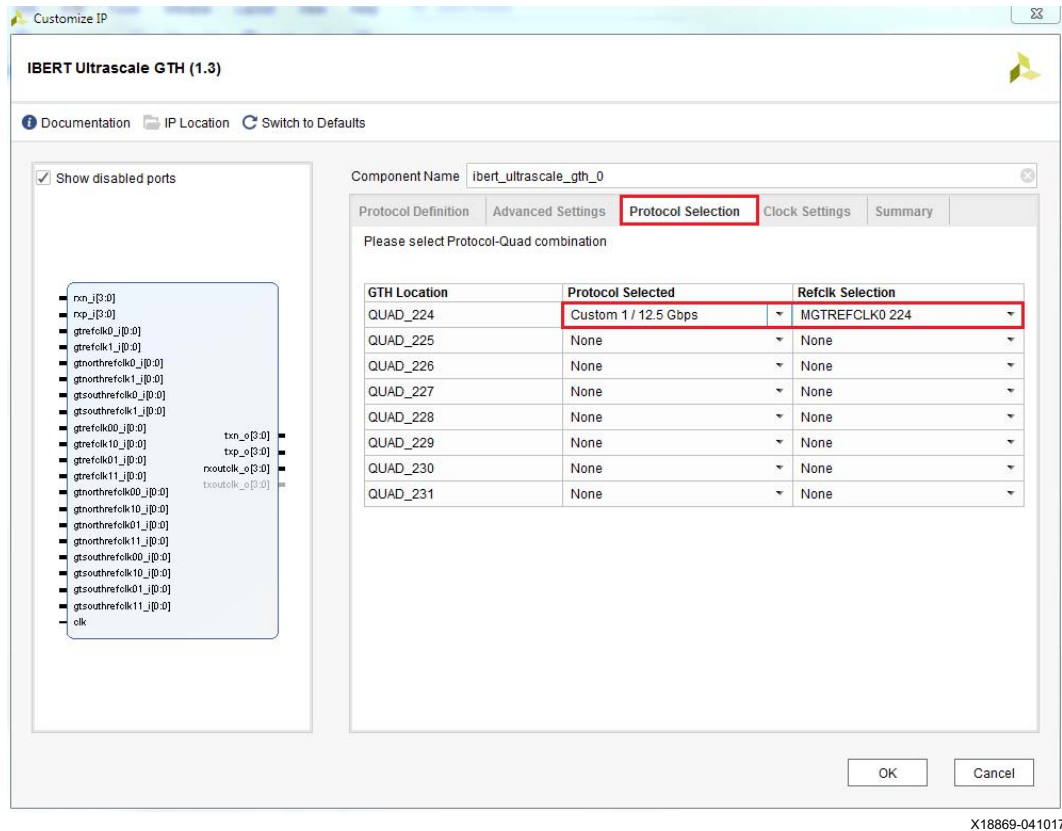 Customize IP
IBERT Ultrascale GTH (1.3)
Documentation IP Location Switch to Defaults
Show disabled ports
rxn_i[3:0]
rxp_i[3:0]
gtrefclk0_i[0:0]
gtrefclk1_i[0:0]
gtnorthrefclk0_i[0:0]
gtnorthrefclk1_i[0:0]
gtsouthrefclk0_i[0:0]
gtsouthrefclk1_i[0:0]
gtrefclk00_i[0:0]
gtrefclk10_i[0:0]
gtrefclk01_i[0:0]
gtrefclk11_i[0:0]
gtnorthrefclk00_i[0:0]
gtnorthrefclk10_i[0:0]
gtnorthrefclk01_i[0:0]
gtnorthrefclk11_i[0:0]
gtsouthrefclk00_i[0:0]
gtsouthrefclk10_i[0:0]
gtsouthrefclk01_i[0:0]
gtsouthrefclk11_i[0:0]
clk
txn_o[3:0]
txp_o[3:0]
rxoutclk_o[3:0]
txoutclk_o[3:0]
Component Name ibert_ultrascale_gth_0
Protocol Definition Advanced Settings Protocol Selection Clock Settings Summary
Please select Protocol-Quad combination
GTH Location Protocol Selected Refclk Selection
QUAD_224 Custom 1 / 12.5 Gbps MGTREFCLK0 224
QUAD_225 None None
QUAD_226 None None
QUAD_227 None None
QUAD_228 None None
QUAD_229 None None
QUAD_230 None None
QUAD_231 None None
OK Cancel
X18869-041017